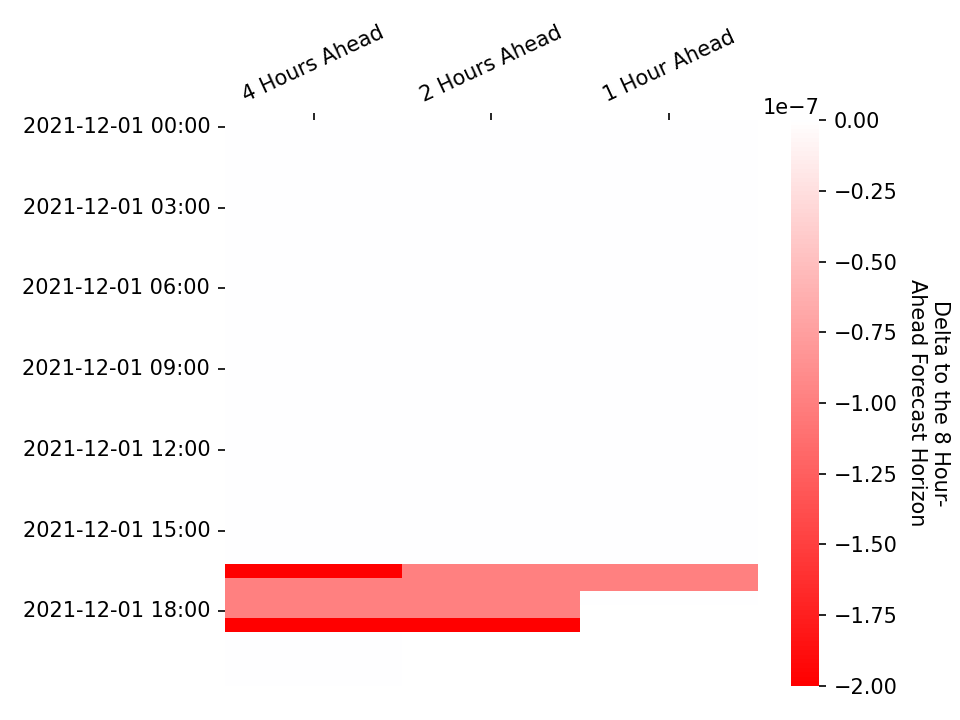 4 Hours Ahead
2 Hours Ahead
1 Hour Ahead
1e−7
2021-12-01 00:00
2021-12-01 03:00
2021-12-01 06:00
2021-12-01 09:00
2021-12-01 12:00
2021-12-01 15:00
2021-12-01 18:00
0.00
−0.25
−0.50
−0.75
−1.00
−1.25
−1.50
−1.75
−2.00
Delta to the 8 Hour-
Ahead Forecast Horizon